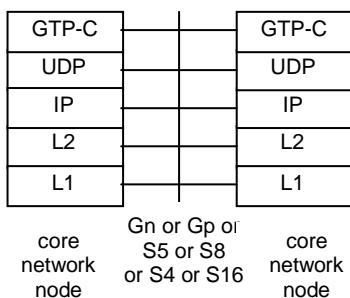 GTP-C GTP-C
UDP UDP
IP IP
L2 L2
L1 L1
Gn or Gp or
S5 or S8
or S4 or S16
core
network
node
core
network
node